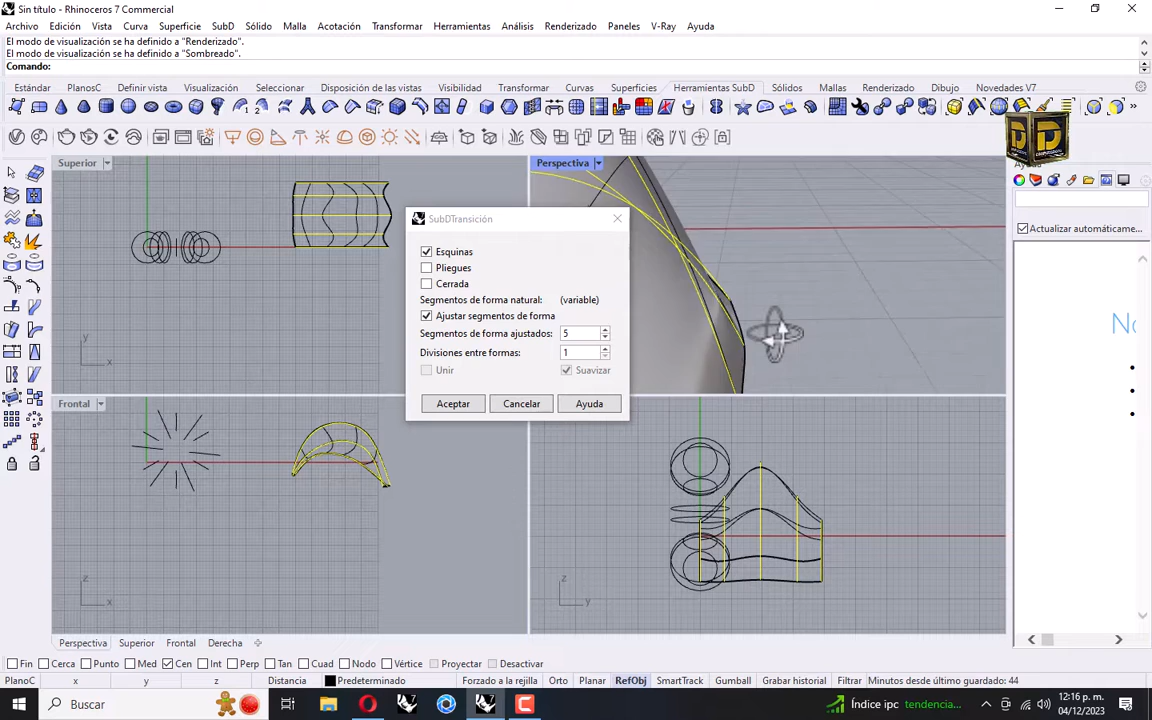 Sin título - Rhinoceros 7 Commercial
Archivo Edición Vista Curva Superficie SubD Sólido Malla Acotación Transformar Herramientas Análisis Renderizado Paneles V-Ray Ayuda
El modo de visualización se ha definido a "Renderizado".
El modo de visualización se ha definido a "Sombreado".
Comando:
Estándar PlanosC Definir vista Visualización Seleccionar Disposición de las vistas Visibilidad Transformar Curvas Superficies Herramientas SubD Sólidos Mallas Renderizado Dibujo Novedades V7
Superior
Perspectiva
SubDTransición
Esquinas
Pliegues
Cerrada
Segmentos de forma natural: (variable)
Ajustar segmentos de forma
Segmentos de forma ajustados: 5
Divisiones entre formas: 1
Unir Suavizar
Aceptar Cancelar Ayuda
Actualizar automáticame...
y
x
Frontal
z
x
z
y
Perspectiva Superior Frontal Derecha
Fin Cerca Punto Med Cen Int Perp Tan Cuad Nodo Vértice Proyectar Desactivar
PlanoC x y z Distancia Predeterminado Forzado a la rejilla Orto Planar RefObj SmartTrack Gumball Grabar historial Filtrar Minutos desde último guardado: 44
Buscar
Índice ipc tendencia...
12:16 p. m.
04/12/2023